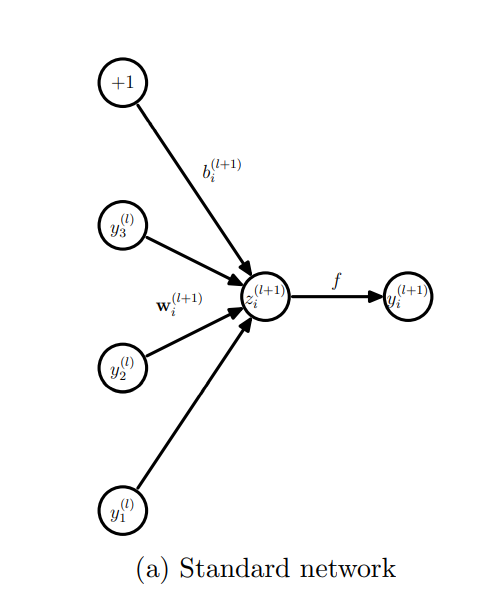 +1
b_i^{(l+1)}
y_3^{(l)}
w_i^{(l+1)}
z_i^{(l+1)}
f
y_i^{(l+1)}
y_2^{(l)}
y_1^{(l)}
(a) Standard network